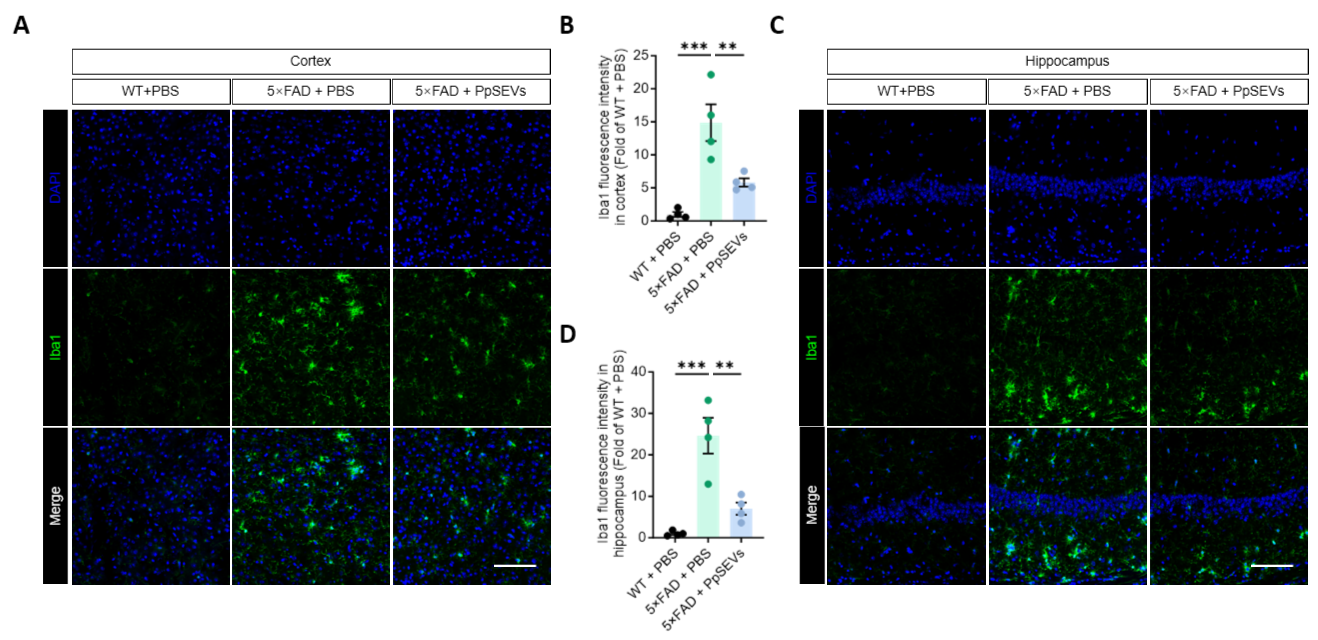 A
Cortex
WT+PBS
5×FAD + PBS
5×FAD + PpSEVs
DAPI
Iba1
Merge
B
Iba1 fluorescence intensity
in cortex (Fold of WT + PBS)
25
20
15
10
5
0
*** **
WT + PBS
5×FAD + PBS
5×FAD + PpSEVs
D
Iba1 fluorescence intensity in
hippocampus (Fold of WT + PBS)
40
30
20
10
0
*** **
WT + PBS
5×FAD + PBS
5×FAD + PpSEVs
C
Hippocampus
WT+PBS
5×FAD + PBS
5×FAD + PpSEVs
DAPI
Iba1
Merge